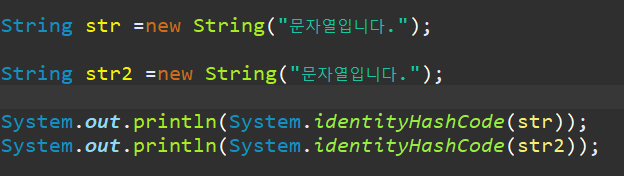 String str =new String("문자열입니다.");
String str2 =new String("문자열입니다.");
System.out.println(System.identityHashCode(str));
System.out.println(System.identityHashCode(str2));